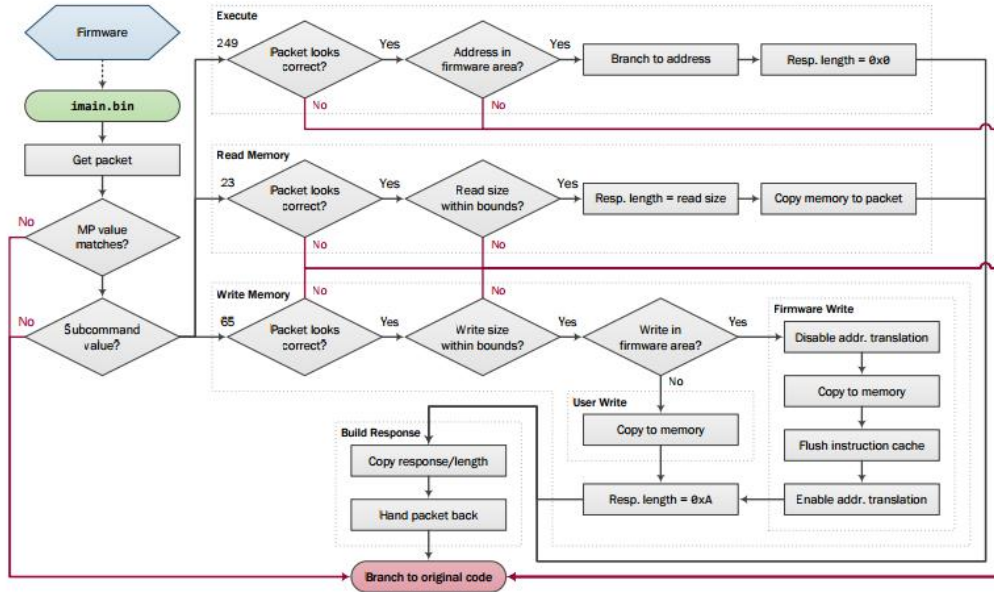 Firmware
imain.bin
Get packet
No
MP value
matches?
No
Subcommand
value?
Execute
249
Packet looks
correct?
Yes
Address in
firmware area?
Yes
Branch to address
Resp. length = 0x0
No
No
Read Memory
23
Packet looks
correct?
Yes
Read size
within bounds?
Yes
Resp. length = read size
Copy memory to packet
No
No
Write Memory
No
No
65
Packet looks
correct?
Yes
Write size
within bounds?
Yes
Write in
firmware area?
Yes
No
Firmware Write
Disable addr. translation
Copy to memory
Flush instruction cache
Enable addr. translation
User Write
Copy to memory
Resp. length = 0xA
Build Response
Copy response/length
Hand packet back
Branch to original code